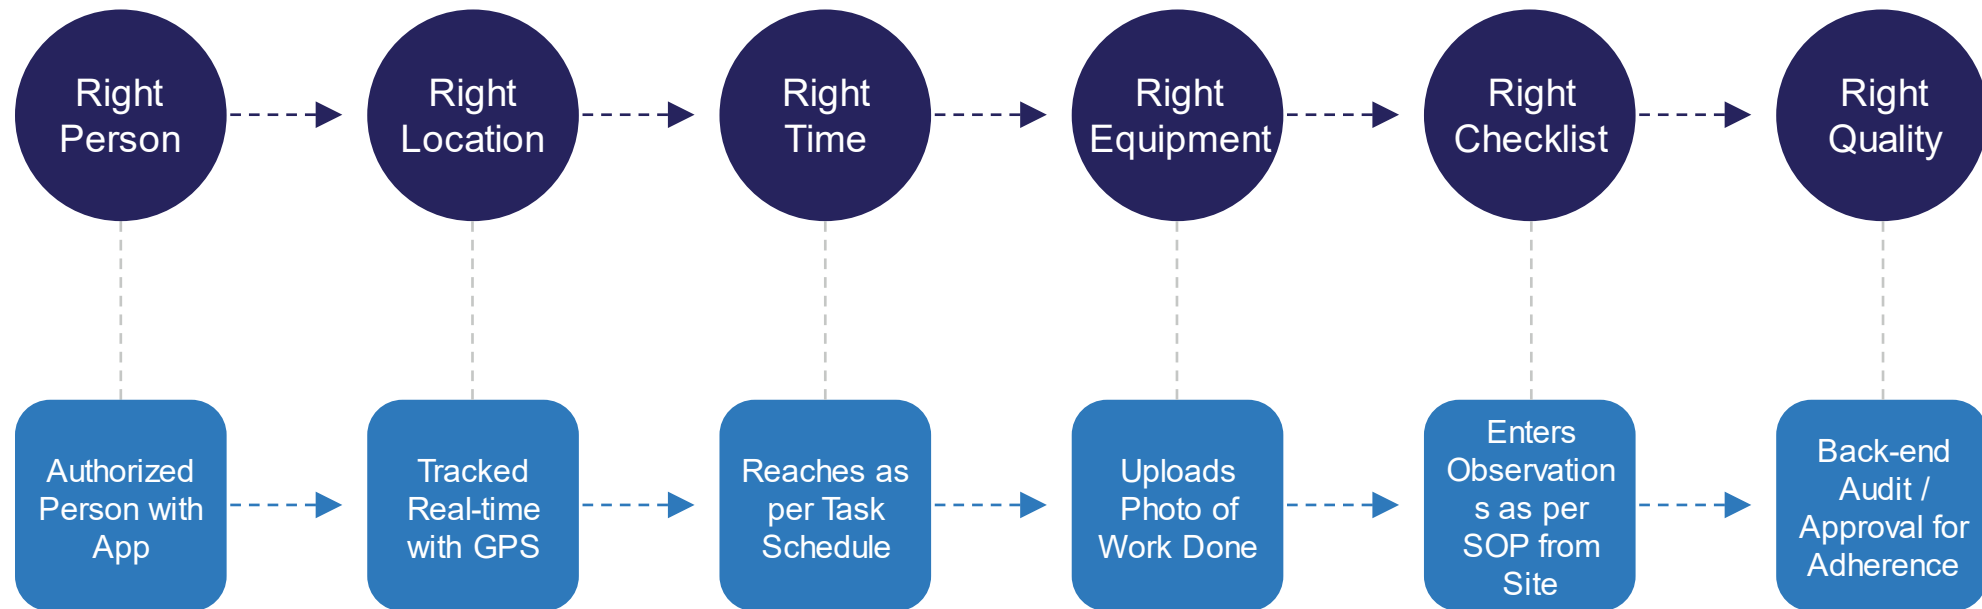 Right
Person
Right
Location
Right
Time
Right
Equipment
Right
Checklist
Right
Quality
Authorized
Person with
App
Tracked
Real-time
with GPS
Reaches as
per Task
Schedule
Uploads
Photo of
Work Done
Enters
Observation
s as per
SOP from
Site
Back-end
Audit /
Approval for
Adherence